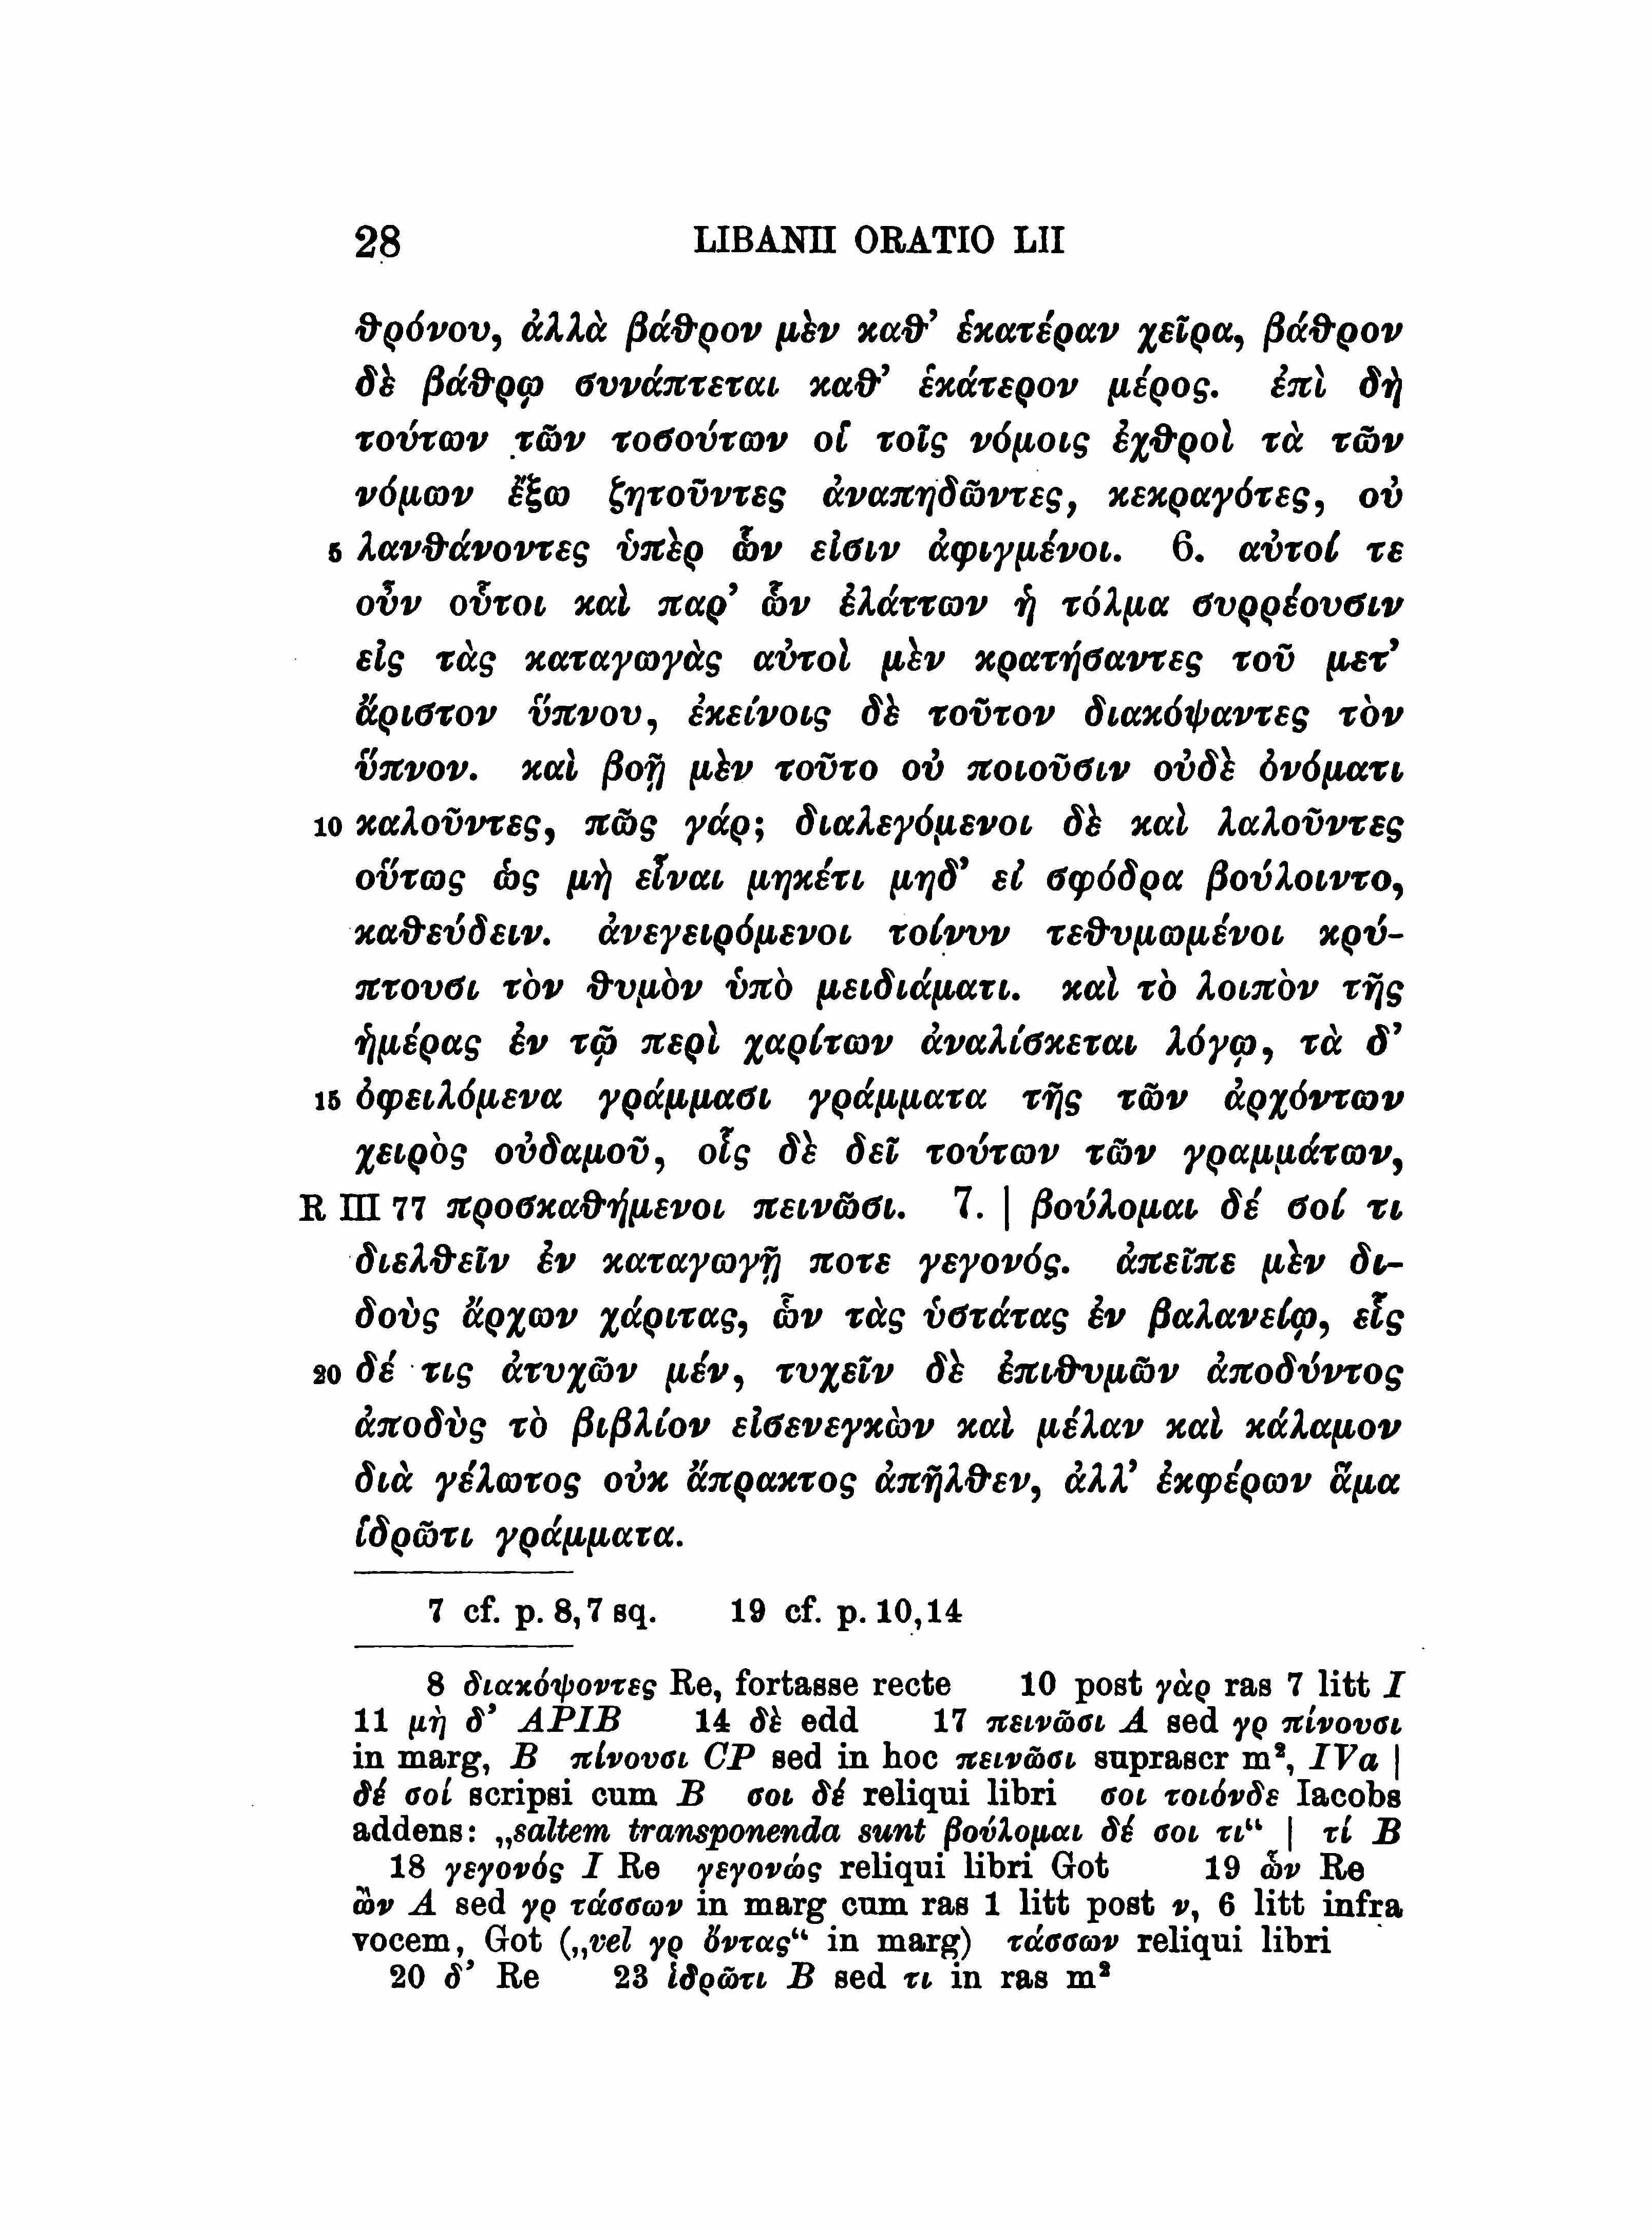 28 LIBANII ORATIO LII
θρόνου, ἀλλὰ βάθρον μὲν καθ’ ἑκατέραν χεῖρα, βάθρον
δὲ βάθρῳ συνάπτεται καθ’ ἑκάτερον μέρος. ἐπὶ δὴ
τούτων τῶν τοσούτων οἱ τοῖς νόμοις ἐχθροὶ τὰ τῶν
νόμων ἔξω ζητοῦντες ἀναπηδῶντες, κεκραγότες, οὐ
5 λανθάνοντες ὑπὲρ ὧν εἰσιν ἀφιγμένοι. 6. αὐτοί τε
οὖν οὗτοι καὶ παρ’ ὧν ἐλάττων ἡ τόλμα συρρέουσιν
εἰς τὰς καταγωγὰς αὐτοὶ μὲν κρατήσαντες τοῦ μετ’
ἄριστον ὕπνου, ἐκείνοις δὲ τοῦτον διακόψαντες τὸν
ὕπνον. καὶ βοῇ μὲν τοῦτο οὐ ποιοῦσιν οὐδὲ ὀνόματι
10 καλοῦντες, πῶς γάρ; διαλεγόμενοι δὲ καὶ λαλοῦντες
οὕτως ὡς μὴ εἶναι μηκέτι μηδ’ εἰ σφόδρα βούλοιντο,
καθεύδειν. ἀνεγειρόμενοι τοίνυν τεθυμωμένοι κρύ-
πτουσι τὸν θυμὸν ὑπὸ μειδιάματι. καὶ τὸ λοιπὸν τῆς
ἡμέρας ἐν τῷ περὶ χαρίτων ἀναλίσκεται λόγῳ, τὰ δ’
15 ὀφειλόμενα γράμμασι γράμματα τῆς τῶν ἀρχόντων
χειρὸς οὐδαμοῦ, οἷς δὲ δεῖ τούτων τῶν γραμμάτων,
R III 77 προσκαθήμενοι πεινῶσι. 7. | βούλομαι δέ σοί τι
διελθεῖν ἐν καταγωγῇ ποτε γεγονός. ἀπεῖπε μὲν δι-
δοὺς ἄρχων χάριτας, ὧν τὰς ὑστάτας ἐν βαλανείῳ, εἷς
20 δέ τις ἀτυχῶν μέν, τυχεῖν δὲ ἐπιθυμῶν ἀποδύντος
ἀποδὺς τὸ βιβλίον εἰσενεγκὼν καὶ μέλαν καὶ κάλαμον
διὰ γέλωτος οὐκ ἄπρακτος ἀπῆλθεν, ἀλλ’ ἐκφέρων ἅμα
ἱδρῶτι γράμματα.
7 cf. p. 8,7 sq. 19 cf. p. 10,14
8 διακόψοντες Re, fortasse recte 10 post γὰρ ras 7 litt I
11 μὴ δ’ APIB 14 δὲ edd 17 πεινῶσι A sed γρ πίνουσι
in marg, B πίνουσι CP sed in hoc πεινῶσι suprascr m², IVa |
δέ σοί scripsi cum B σοι δέ reliqui libri σοι τοιόνδε Iacobs
addens: „saltem transponenda sunt βούλομαι δέ σοι τι“ | τί B
18 γεγονός I Re γεγονώς reliqui libri Got 19 ὧν Re
ὢν A sed γρ τάσσων in marg cum ras 1 litt post ν, 6 litt infra
vocem, Got („vel γρ ὄντας“ in marg) τάσσων reliqui libri
20 δ’ Re 23 ἱδρῶτι B sed τι in ras m²